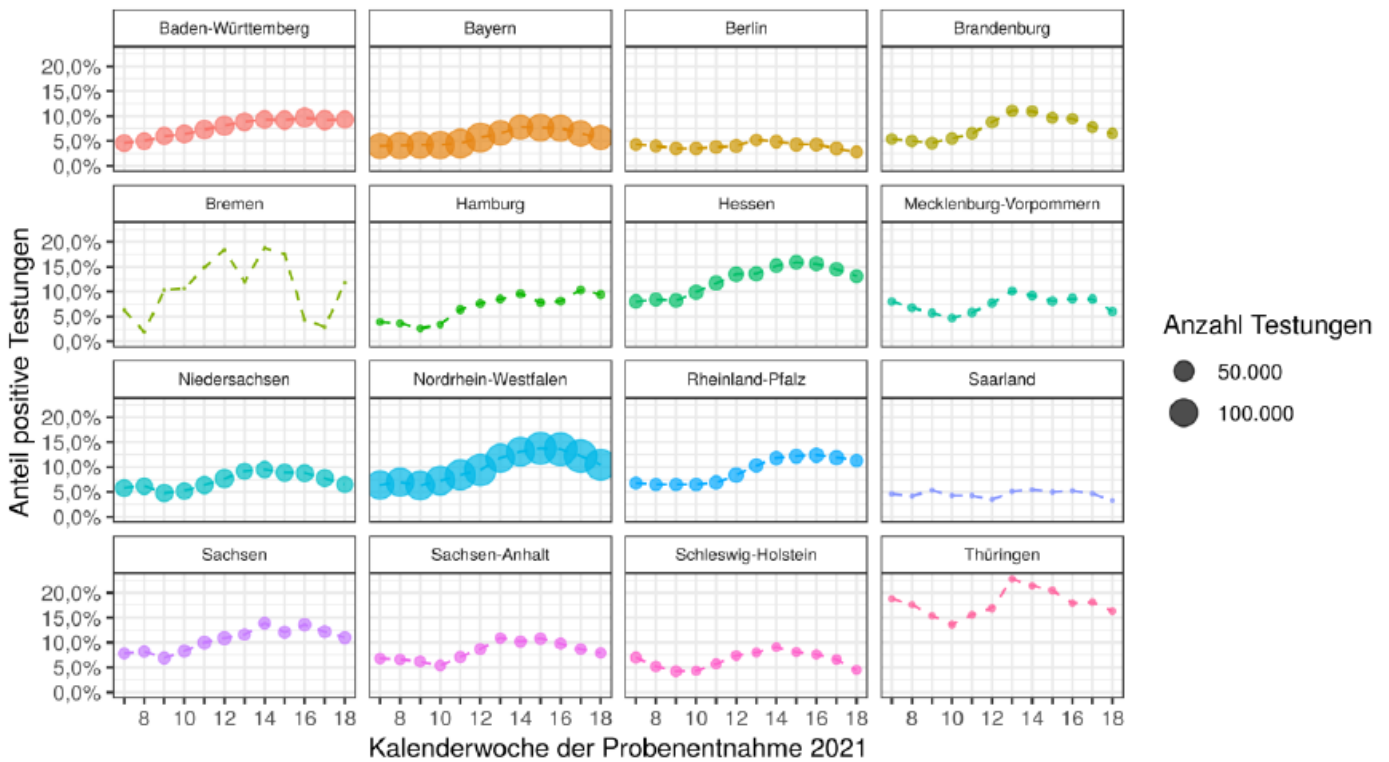 Baden-Württemberg Bayern Berlin Brandenburg
20,0%
15,0%
10,0%
5,0%
0,0%
Bremen Hamburg Hessen Mecklenburg-Vorpommern
20,0%
15,0%
10,0%
5,0%
0,0%
Niedersachsen Nordrhein-Westfalen Rheinland-Pfalz Saarland
20,0%
15,0%
10,0%
5,0%
0,0%
Sachsen Sachsen-Anhalt Schleswig-Holstein Thüringen
20,0%
15,0%
10,0%
5,0%
0,0%
8 10 12 14 16 18 8 10 12 14 16 18 8 10 12 14 16 18 8 10 12 14 16 18
Kalenderwoche der Probenentnahme 2021
Anteil positive Testungen
Anzahl Testungen
50.000
100.000